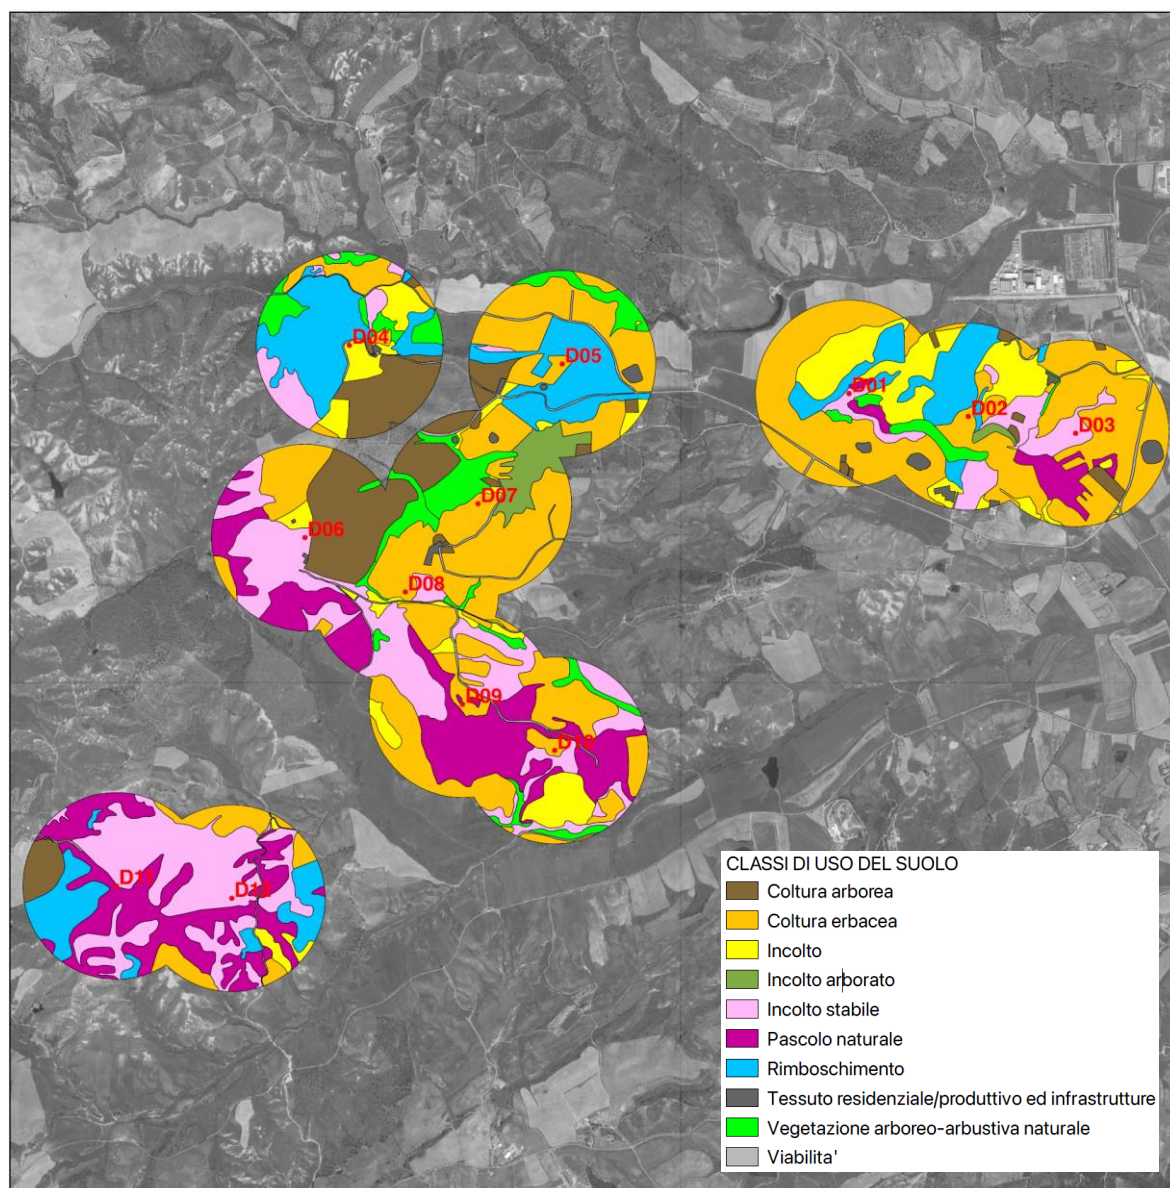 D04
D05
D01
D02
D03
D07
D06
D08
D09
D10
D11
D12
CLASSI DI USO DEL SUOLO
Coltura arborea
Coltura erbacea
Incolto
Incolto arborato
Incolto stabile
Pascolo naturale
Rimboschimento
Tessuto residenziale/produttivo ed infrastrutture
Vegetazione arboreo-arbustiva naturale
Viabilita'